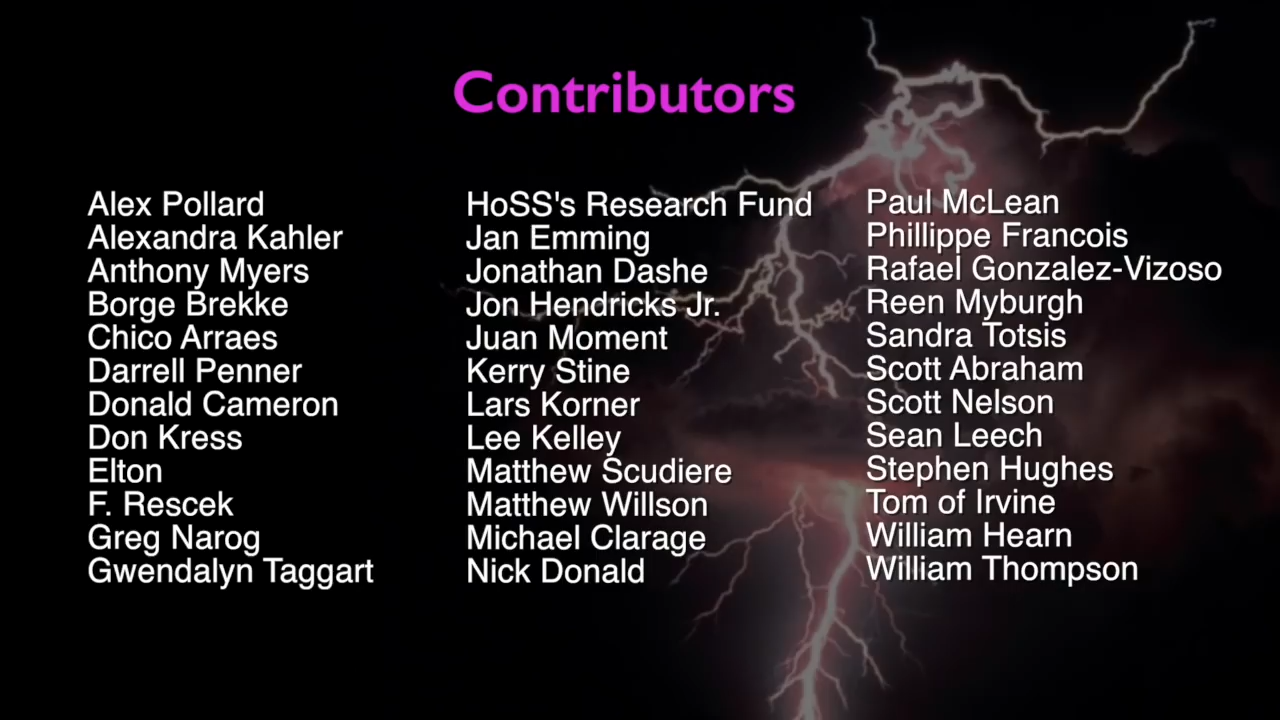 Contributors
Alex Pollard
Alexandra Kahler
Anthony Myers
Borge Brekke
Chico Arraes
Darrell Penner
Donald Cameron
Don Kress
Elton
F. Rescek
Greg Narog
Gwendalyn Taggart
HoSS's Research Fund
Jan Emming
Jonathan Dashe
Jon Hendricks Jr.
Juan Moment
Kerry Stine
Lars Korner
Lee Kelley
Matthew Scudiere
Matthew Willson
Michael Clarage
Nick Donald
Paul McLean
Phillippe Francois
Rafael Gonzalez-Vizoso
Reen Myburgh
Sandra Totsis
Scott Abraham
Scott Nelson
Sean Leech
Stephen Hughes
Tom of Irvine
William Hearn
William Thompson